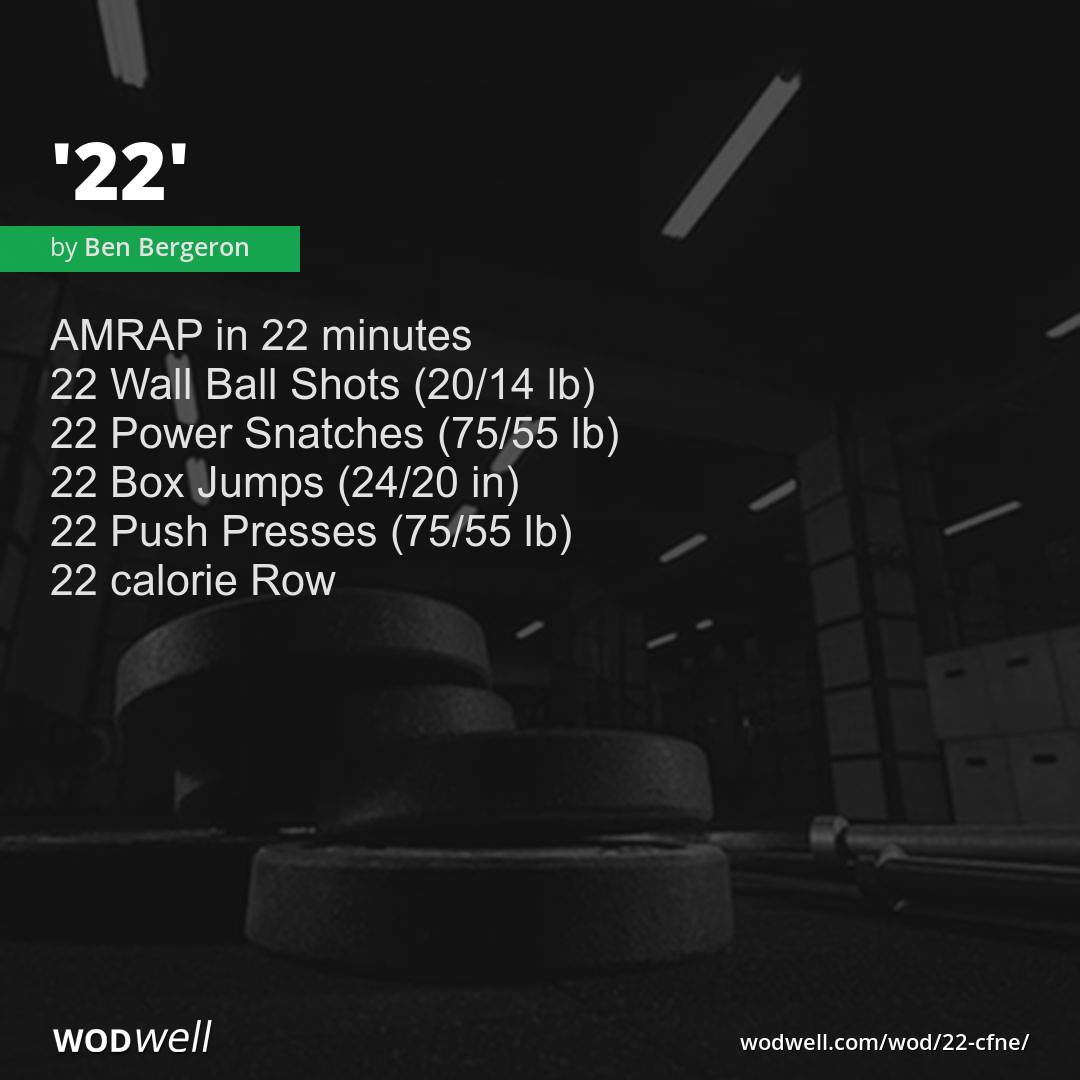 '22'
by Ben Bergeron
AMRAP in 22 minutes
22 Wall Ball Shots (20/14 lb)
22 Power Snatches (75/55 lb)
22 Box Jumps (24/20 in)
22 Push Presses (75/55 lb)
22 calorie Row
WODwell
wodwell.com/wod/22-cfne/